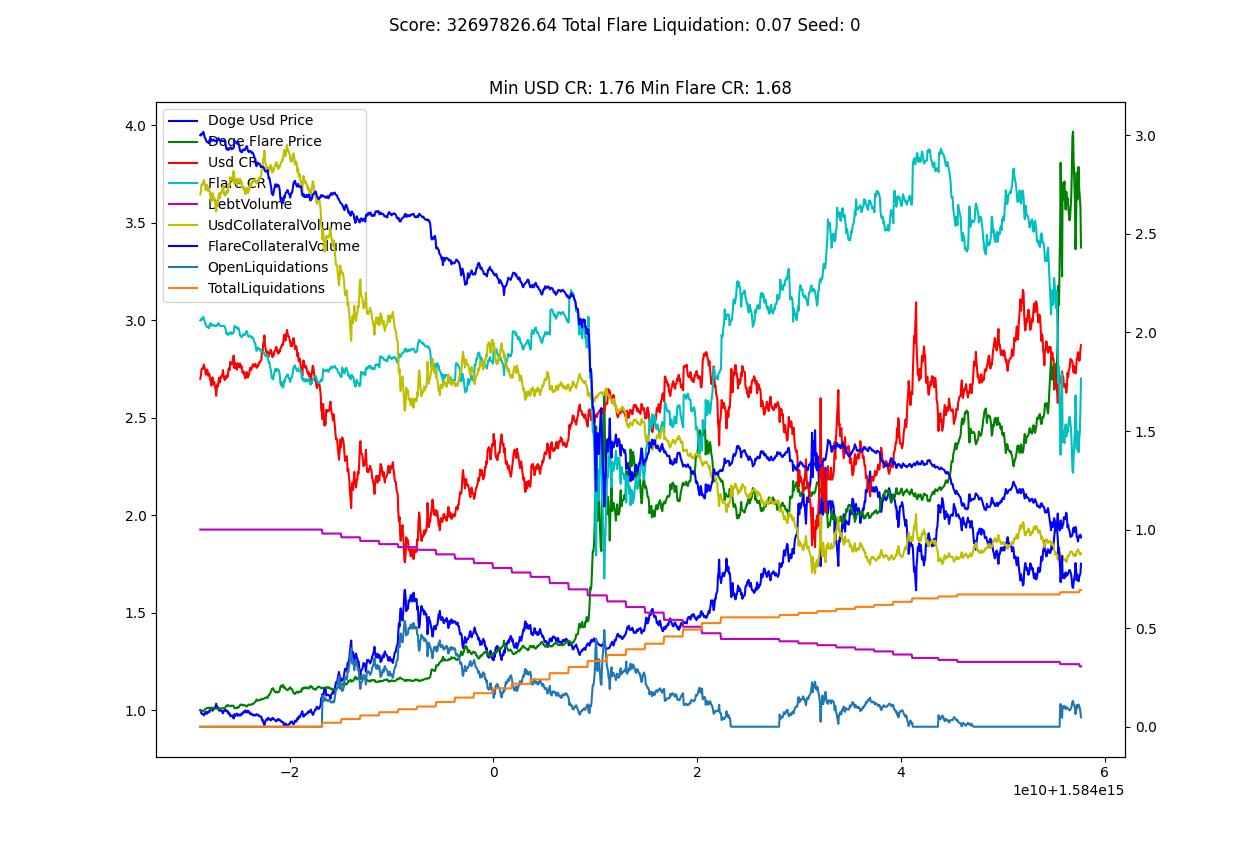 Score: 32697826.64 Total Flare Liquidation: 0.07 Seed: 0
Min USD CR: 1.76 Min Flare CR: 1.68
Doge Usd Price
Doge Flare Price
Usd CR
Flare CR
DebtVolume
UsdCollateralVolume
FlareCollateralVolume
OpenLiquidations
TotalLiquidations
4.0
3.5
3.0
2.5
2.0
1.5
1.0
3.0
2.5
2.0
1.5
1.0
0.5
0.0
−2 0 2 4 6
1e10+1.584e15